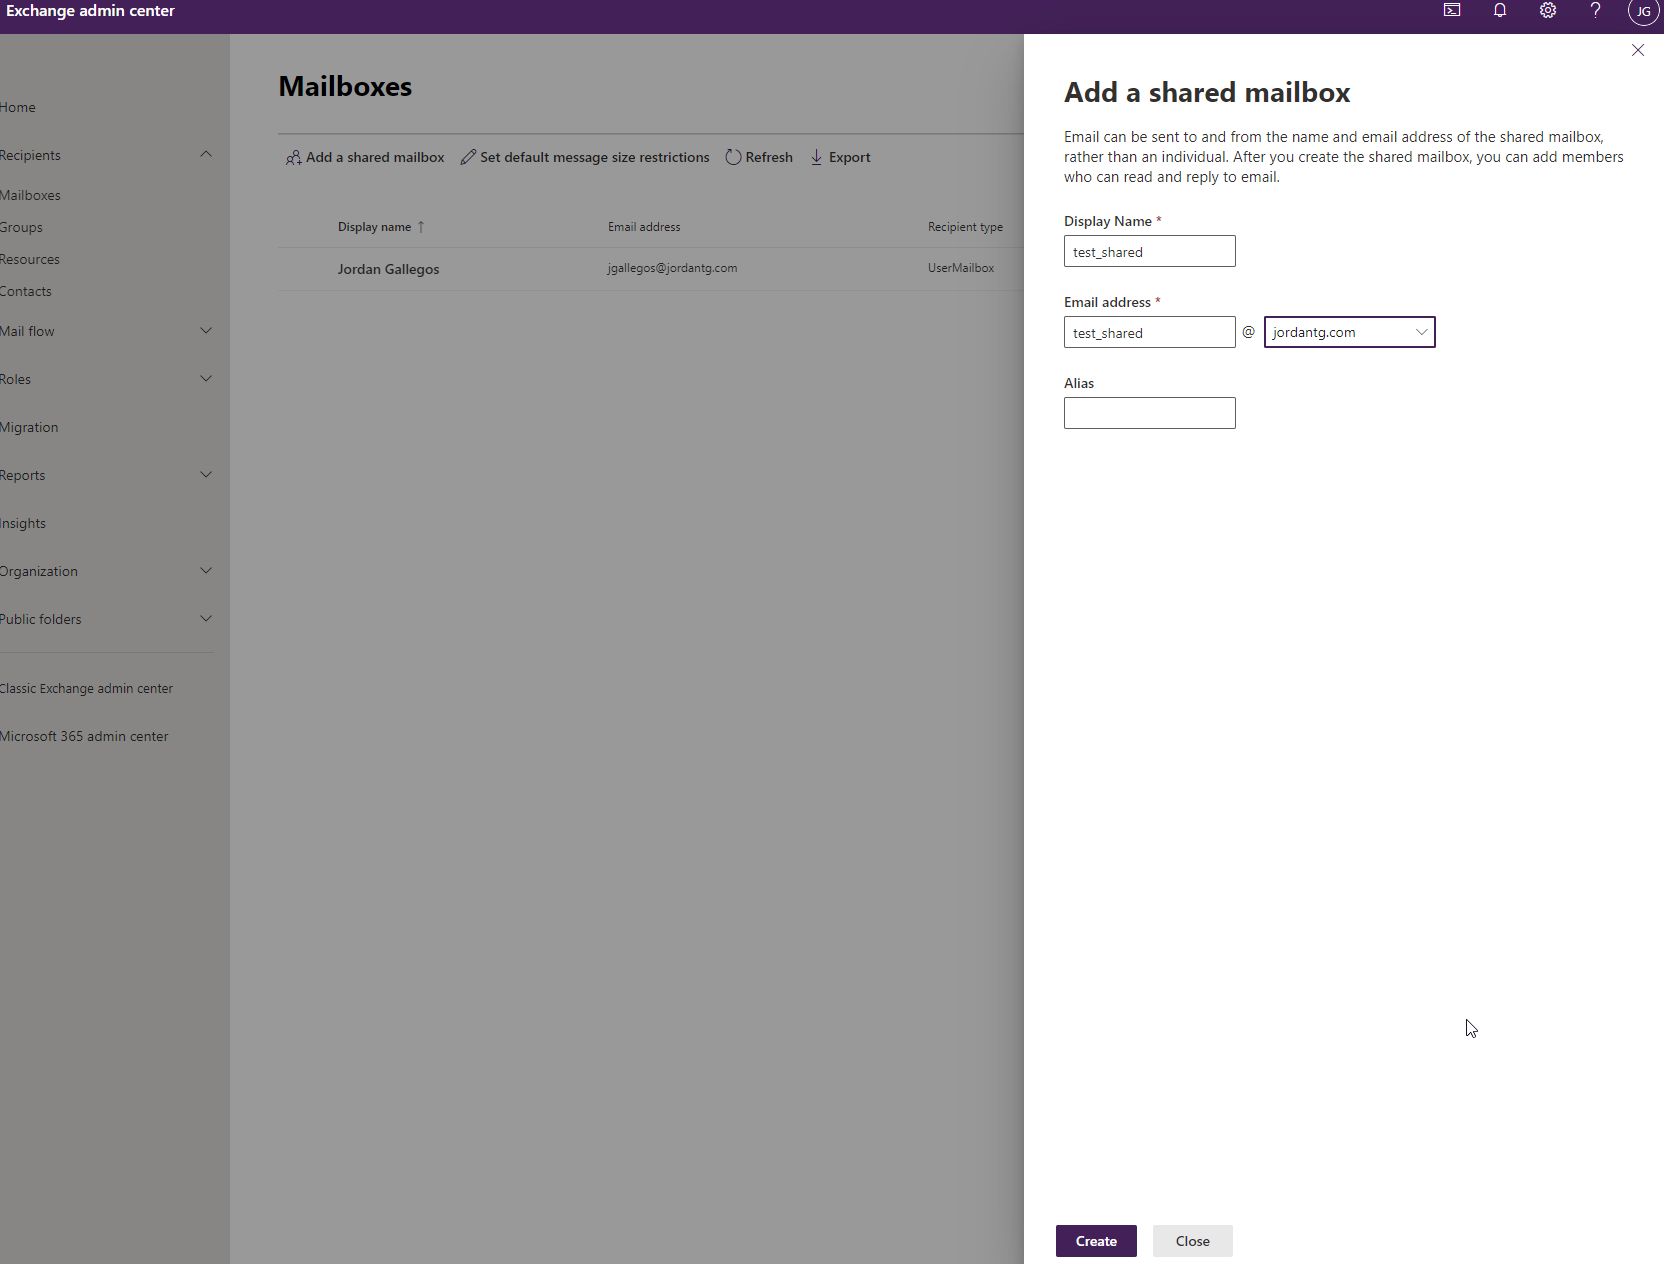 Exchange admin center
JG
Home
Recipients
Mailboxes
Groups
Resources
Contacts
Mail flow
Roles
Migration
Reports
Insights
Organization
Public folders
Classic Exchange admin center
Microsoft 365 admin center
Mailboxes
Add a shared mailbox Set default message size restrictions Refresh Export
Display name ↑ Email address Recipient type
Jordan Gallegos jgallegos@jordantg.com UserMailbox
Add a shared mailbox
Email can be sent to and from the name and email address of the shared mailbox,
rather than an individual. After you create the shared mailbox, you can add members
who can read and reply to email.
Display Name *
test_shared
Email address *
test_shared @ jordantg.com
Alias
Create Close